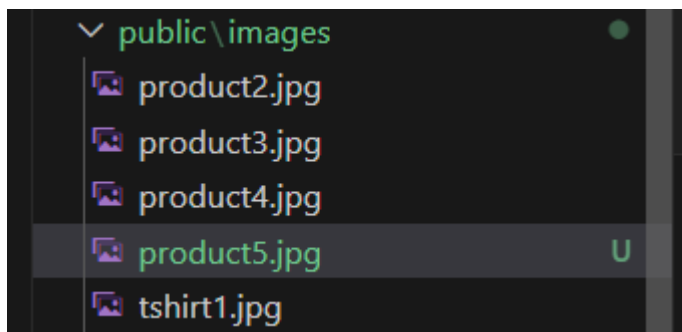 public\images
product2.jpg
product3.jpg
product4.jpg
product5.jpg U
tshirt1.jpg